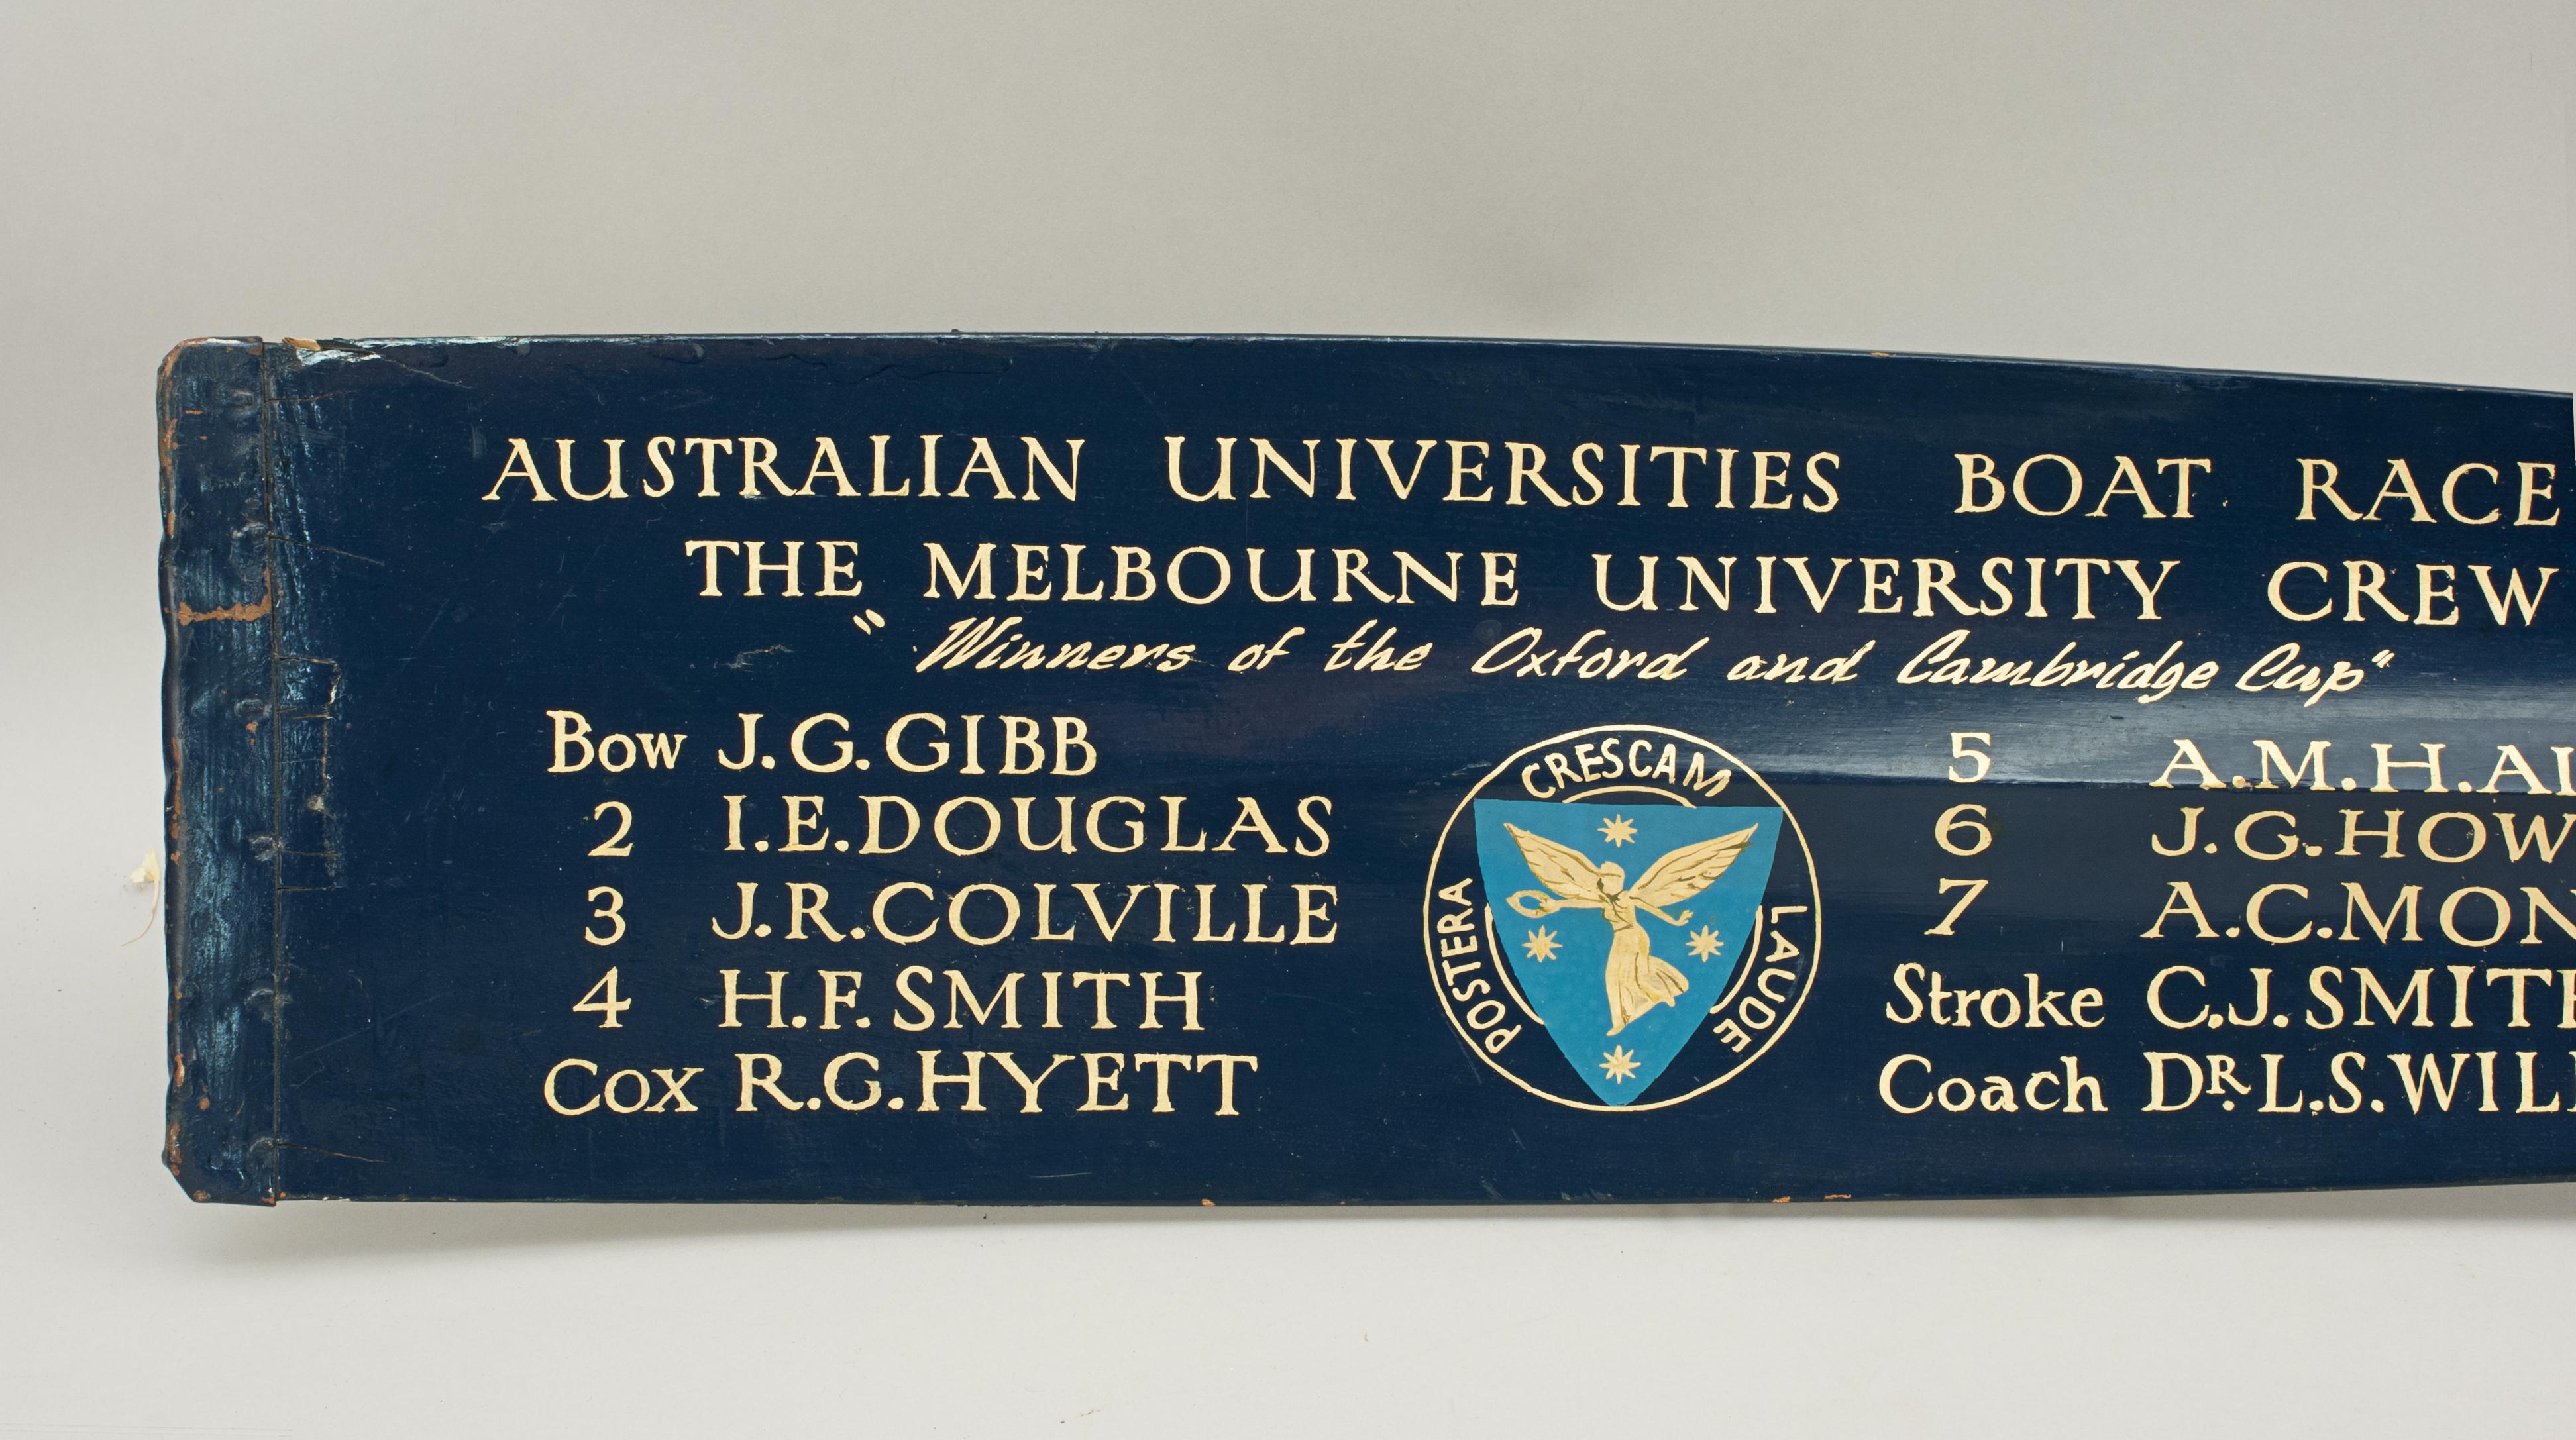 AUSTRALIAN UNIVERSITIES BOAT RACE
THE MELBOURNE UNIVERSITY CREW
" Winners of the Oxford and Cambridge Cup"
Bow J.G.GIBB
2 I.E.DOUGLAS
3 J.R.COLVILLE
4 H.F.SMITH
Cox R.G.HYETT
POSTERA CRESCAM LAUDE
5 A.M.H.
6 J.G.
7 A.C.
Stroke C.J.
Coach DR. L.S.